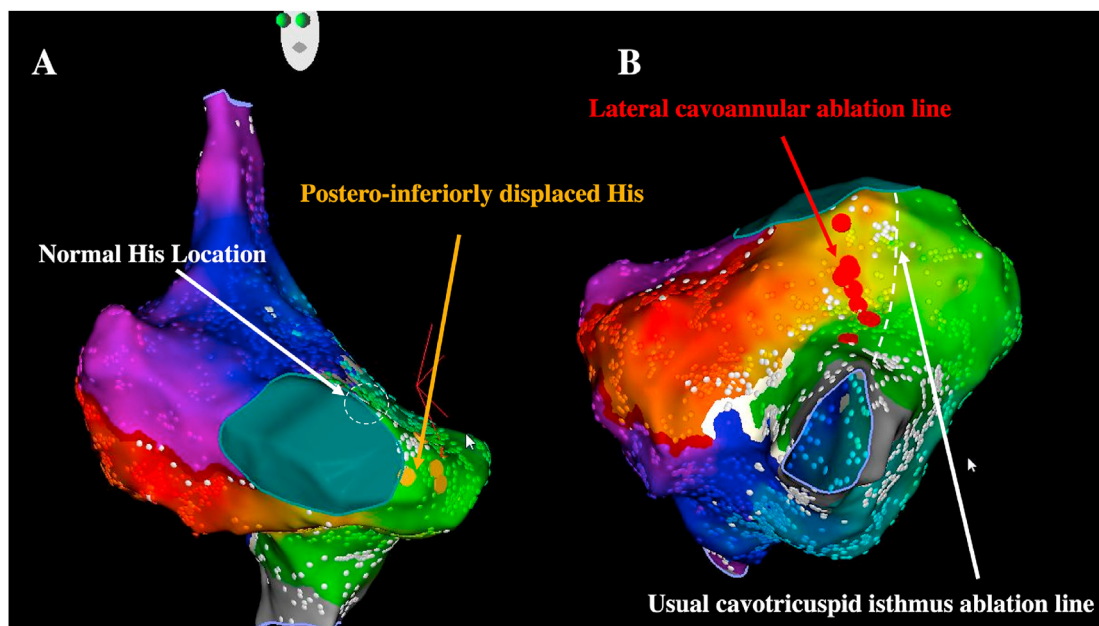 A
B
Lateral cavoannular ablation line
Postero-inferiorly displaced His
Normal His Location
Usual cavotricuspid isthmus ablation line